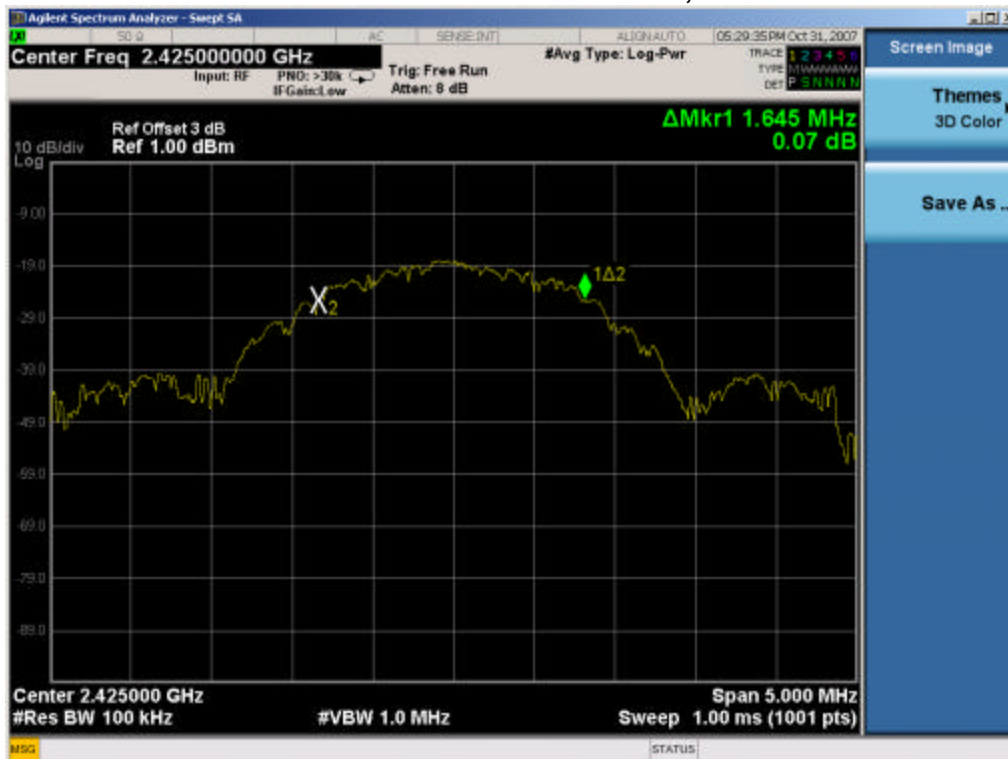 Agilent Spectrum Analyzer - Swept SA
50 Ω AC SENSE:INT ALIGNAUTO 05:29:35 PM Oct 31, 2007
Center Freq 2.425000000 GHz
Input: RF PNO: >30k IFGain:Low
Trig: Free Run
Atten: 8 dB
#Avg Type: Log-Pwr
TRACE 1 2 3 4 5 6
TYPE MWWWWW
DET P S N N N N
Screen Image
Themes
3D Color
Save As ..
ΔMkr1 1.645 MHz
0.07 dB
Ref Offset 3 dB
10 dB/div Ref 1.00 dBm
Log
-9.00
-19.0
1Δ2
2
-29.0
-39.0
-49.0
-59.0
-69.0
-79.0
-89.0
Center 2.425000 GHz Span 5.000 MHz
#Res BW 100 kHz #VBW 1.0 MHz Sweep 1.00 ms (1001 pts)
MSG STATUS